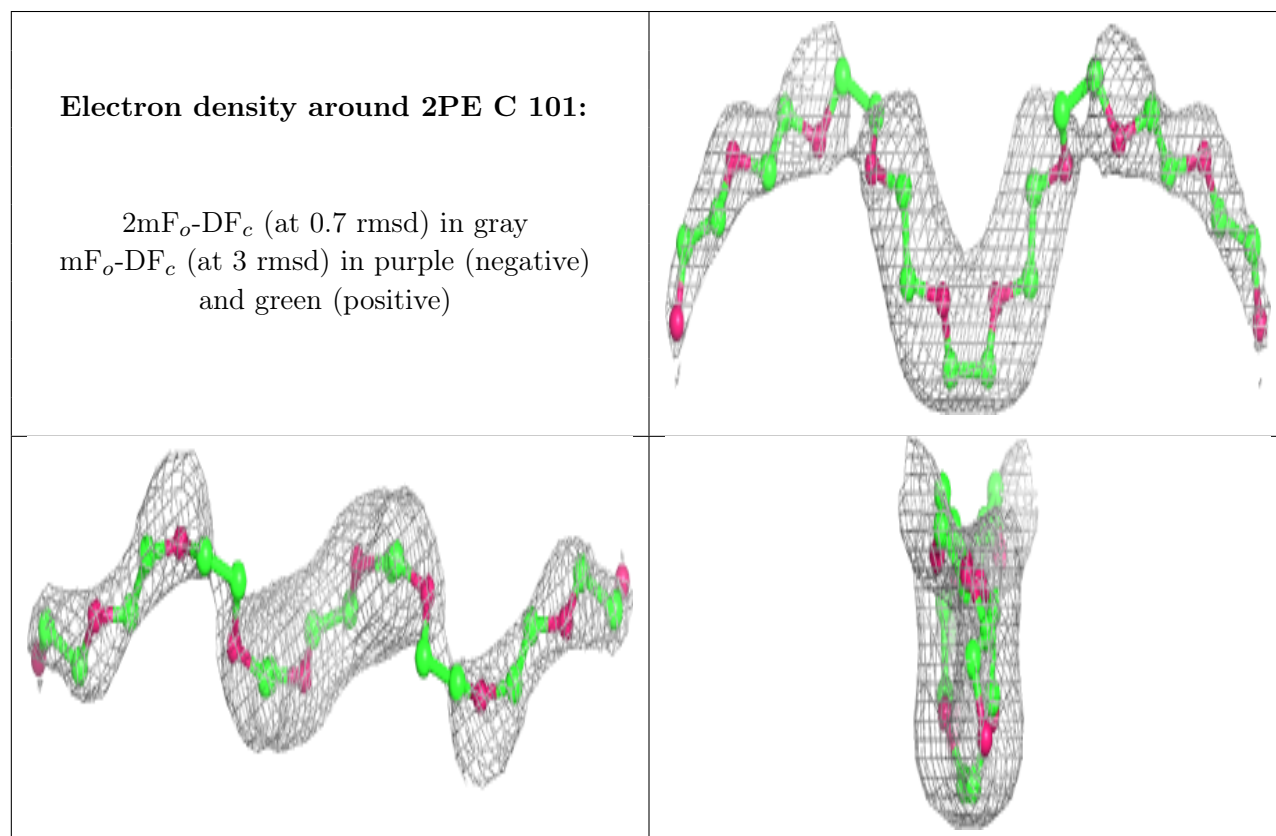 Electron density around 2PE C 101:
2mFo-DFc (at 0.7 rmsd) in gray
mFo-DFc (at 3 rmsd) in purple (negative)
and green (positive)